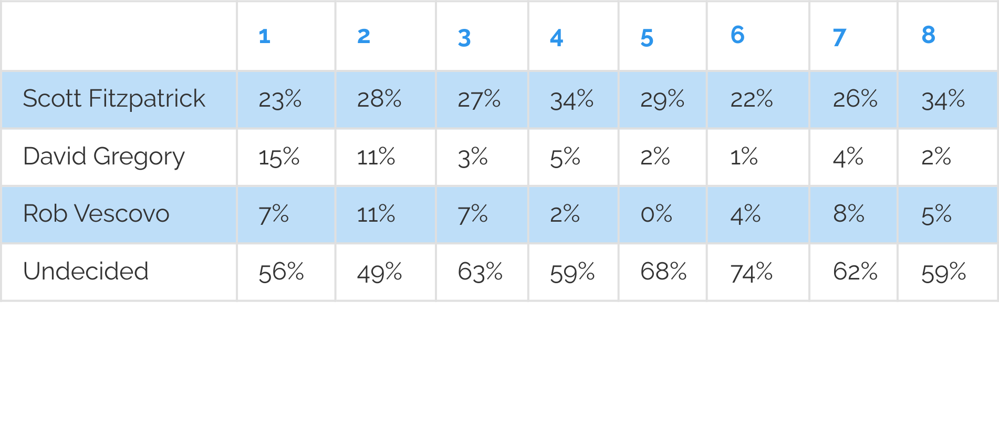 1 2 3 4 5 6 7 8
Scott Fitzpatrick 23% 28% 27% 34% 29% 22% 26% 34%
David Gregory 15% 11% 3% 5% 2% 1% 4% 2%
Rob Vescovo 7% 11% 7% 2% 0% 4% 8% 5%
Undecided 56% 49% 63% 59% 68% 74% 62% 59%